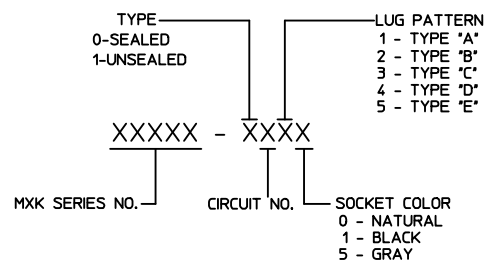 TYPE
0-SEALED
1-UNSEALED
LUG PATTERN
1 - TYPE "A"
2 - TYPE "B"
3 - TYPE "C"
4 - TYPE "D"
5 - TYPE "E"
XXXXX - XXXX
MXK SERIES NO.
CIRCUIT NO.
SOCKET COLOR
0 - NATURAL
1 - BLACK
5 - GRAY